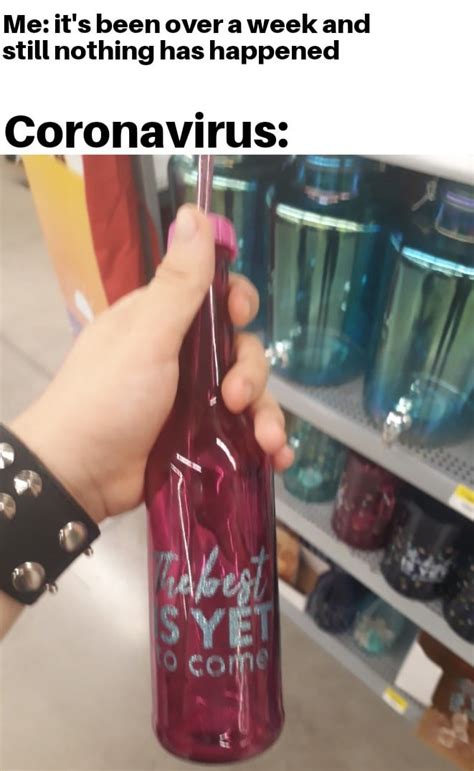 Me: it's been over a week and
still nothing has happened
Coronavirus:
The best
IS YET
to come